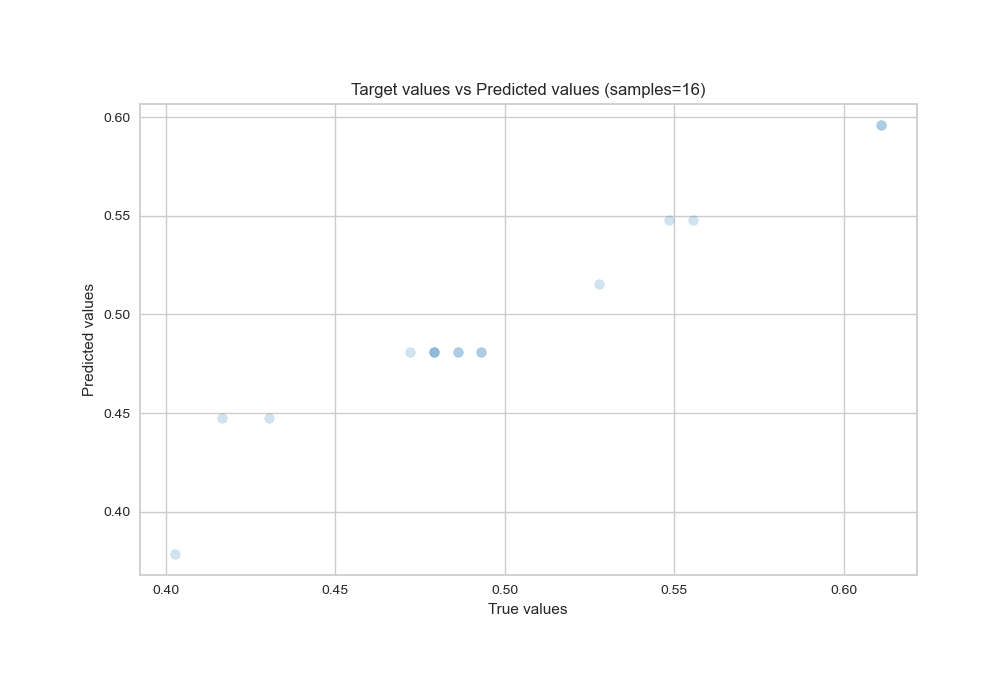 Target values vs Predicted values (samples=16)
0.60
0.55
0.50
0.45
0.40
Predicted values
0.40 0.45 0.50 0.55 0.60
True values